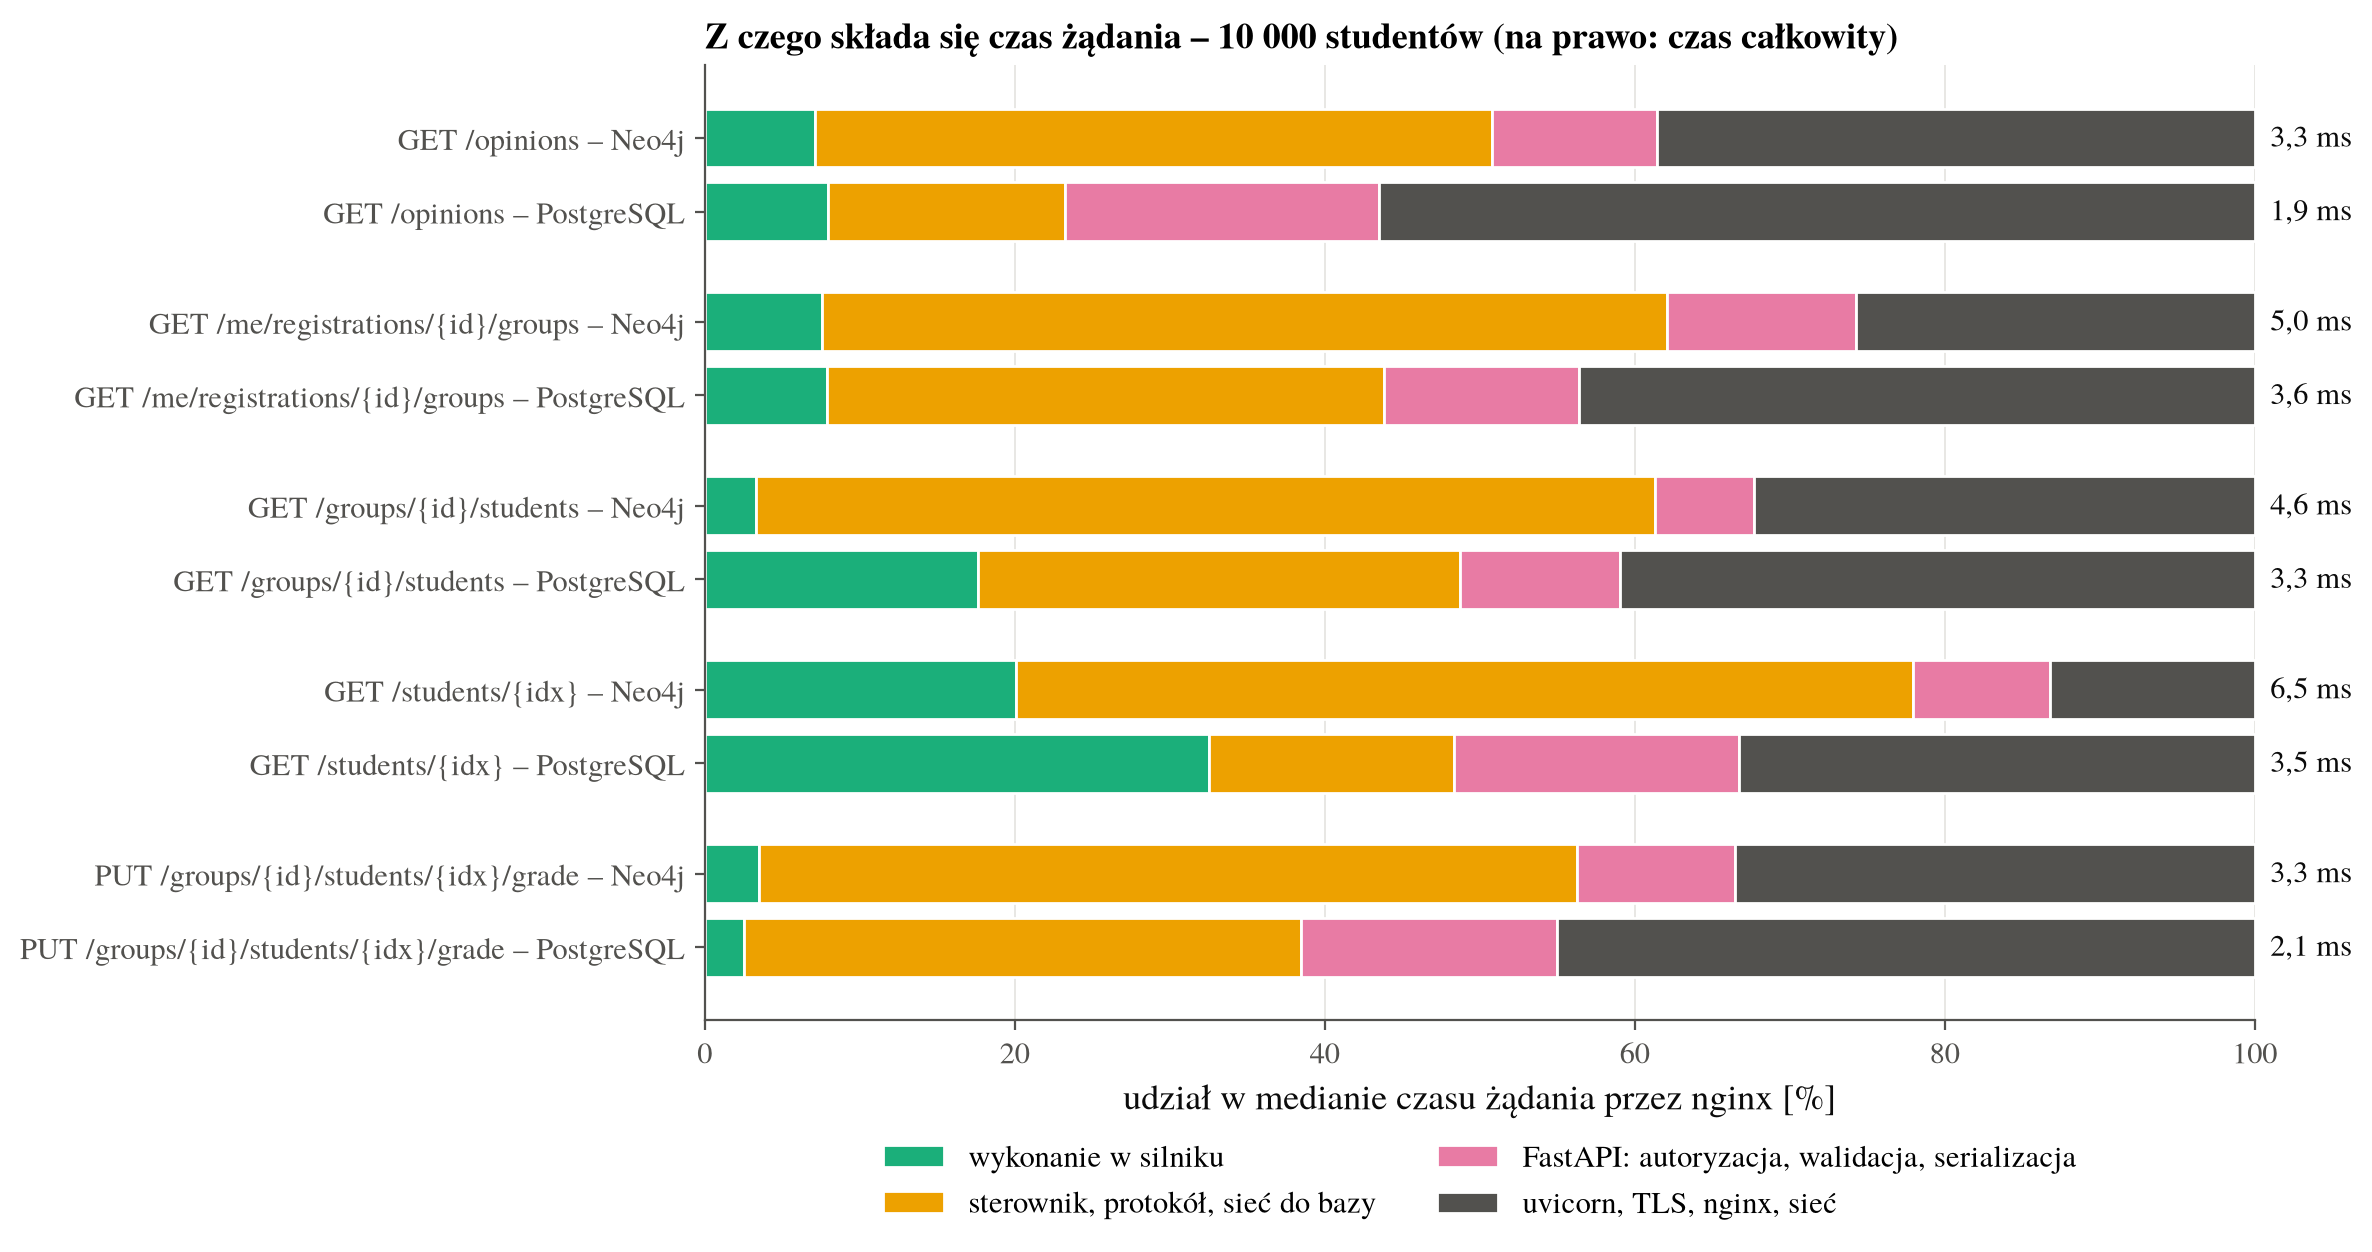 Z czego składa się czas żądania – 10 000 studentów (na prawo: czas całkowity)
GET /opinions – Neo4j 3,3 ms
GET /opinions – PostgreSQL 1,9 ms
GET /me/registrations/{id}/groups – Neo4j 5,0 ms
GET /me/registrations/{id}/groups – PostgreSQL 3,6 ms
GET /groups/{id}/students – Neo4j 4,6 ms
GET /groups/{id}/students – PostgreSQL 3,3 ms
GET /students/{idx} – Neo4j 6,5 ms
GET /students/{idx} – PostgreSQL 3,5 ms
PUT /groups/{id}/students/{idx}/grade – Neo4j 3,3 ms
PUT /groups/{id}/students/{idx}/grade – PostgreSQL 2,1 ms
0 20 40 60 80 100
udział w medianie czasu żądania przez nginx [%]
wykonanie w silniku
sterownik, protokół, sieć do bazy
FastAPI: autoryzacja, walidacja, serializacja
uvicorn, TLS, nginx, sieć